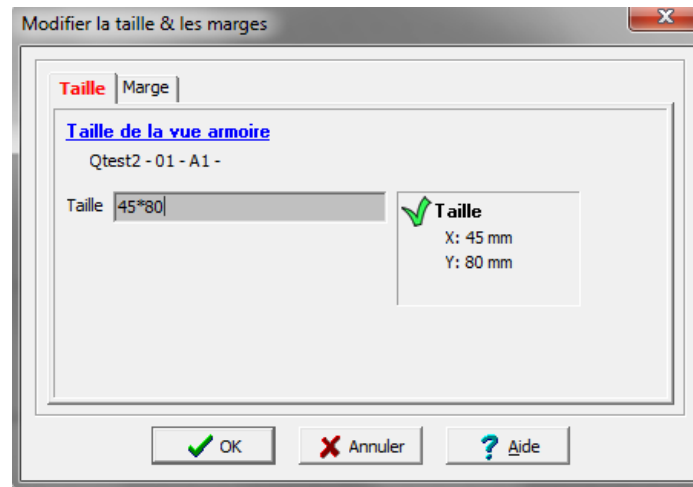 Modifier la taille & les marges
Taille
Marge
Taille de la vue armoire
Qtest2 - 01 - A1 -
Taille
45*80
Taille
X: 45 mm
Y: 80 mm
OK
Annuler
Aide